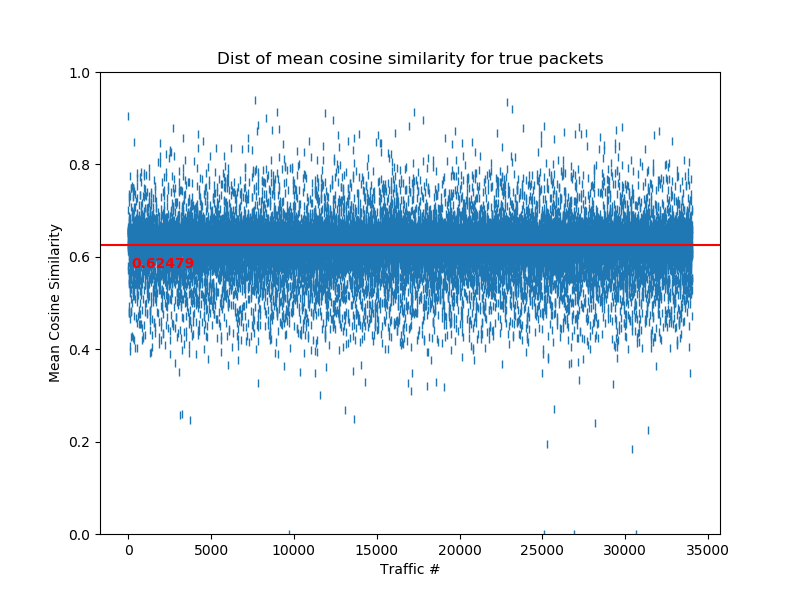 Dist of mean cosine similarity for true packets
1.0
0.8
0.6
0.4
0.2
0.0
Mean Cosine Similarity
0.62479
0 5000 10000 15000 20000 25000 30000 35000
Traffic #